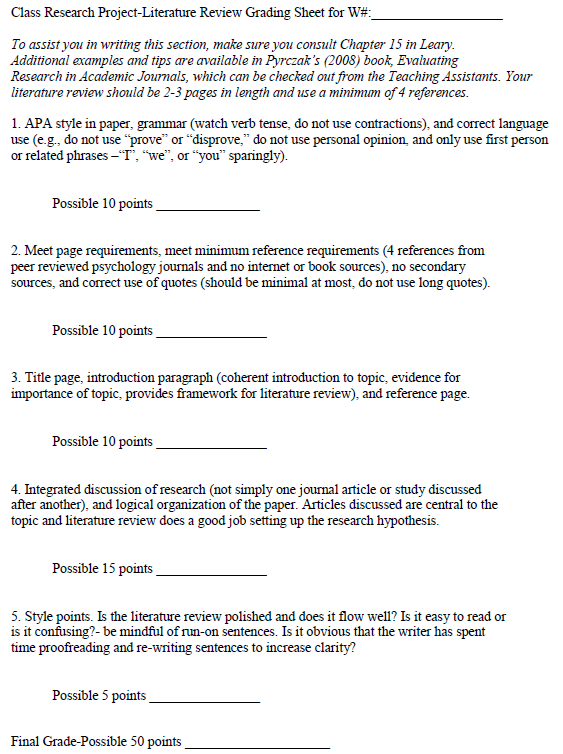 Class Research Project-Literature Review Grading Sheet for W#:____________________
To assist you in writing this section, make sure you consult Chapter 15 in Leary.
Additional examples and tips are available in Pyrczak's (2008) book, Evaluating
Research in Academic Journals, which can be checked out from the Teaching Assistants. Your
literature review should be 2-3 pages in length and use a minimum of 4 references.
1. APA style in paper, grammar (watch verb tense, do not use contractions), and correct language
use (e.g., do not use “prove” or “disprove,” do not use personal opinion, and only use first person
or related phrases –“I”, “we”, or “you” sparingly).
Possible 10 points ________________
2. Meet page requirements, meet minimum reference requirements (4 references from
peer reviewed psychology journals and no internet or book sources), no secondary
sources, and correct use of quotes (should be minimal at most, do not use long quotes).
Possible 10 points _________________
3. Title page, introduction paragraph (coherent introduction to topic, evidence for
importance of topic, provides framework for literature review), and reference page.
Possible 10 points _________________
4. Integrated discussion of research (not simply one journal article or study discussed
after another), and logical organization of the paper. Articles discussed are central to the
topic and literature review does a good job setting up the research hypothesis.
Possible 15 points _________________
5. Style points. Is the literature review polished and does it flow well? Is it easy to read or
is it confusing?- be mindful of run-on sentences. Is it obvious that the writer has spent
time proofreading and re-writing sentences to increase clarity?
Possible 5 points _________________
Final Grade-Possible 50 points ______________________